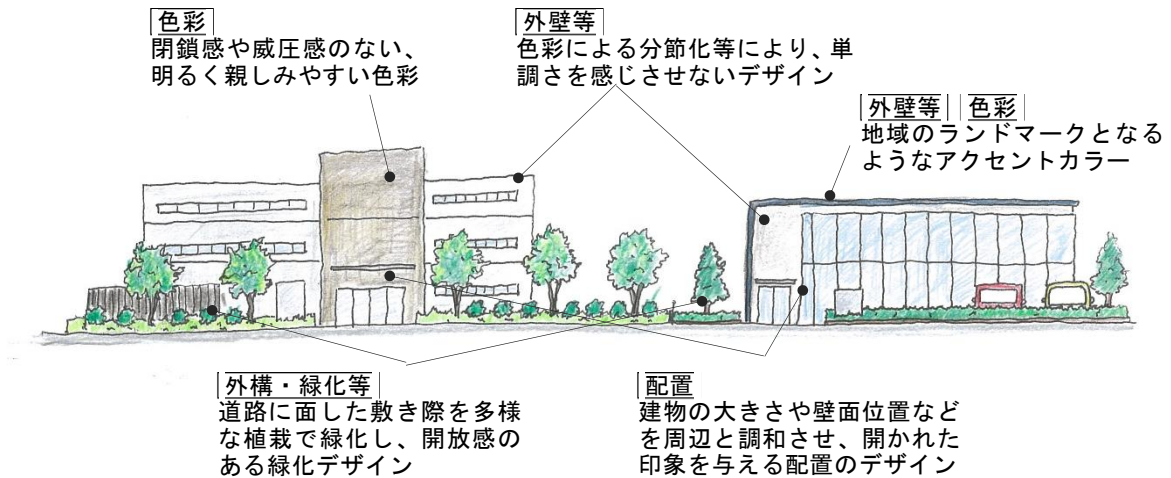 色彩
閉鎖感や威圧感のない、
明るく親しみやすい色彩
外壁等
色彩による分節化等により、単
調さを感じさせないデザイン
外壁等 色彩
地域のランドマークとなる
ようなアクセントカラー
外構・緑化等
道路に面した敷き際を多様
な植栽で緑化し、開放感の
ある緑化デザイン
配置
建物の大きさや壁面位置など
を周辺と調和させ、開かれた
印象を与える配置のデザイン